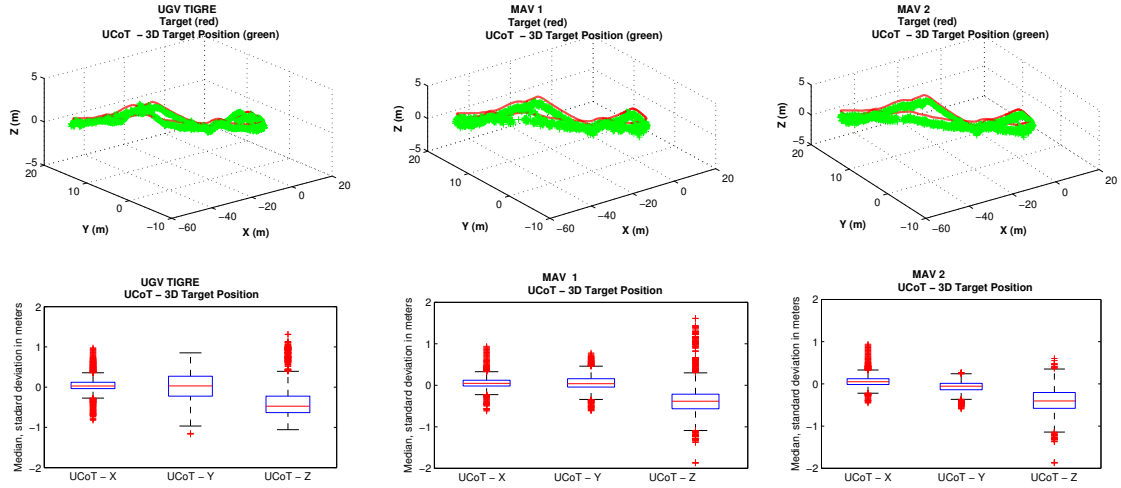 UGV TIGRE
Target (red)
UCoT − 3D Target Position (green)
5
0
−5
Z (m)
20
10
0
−10
Y (m)
−60
−40
−20
0
20
X (m)
MAV 1
Target (red)
UCoT − 3D Target Position (green)
5
0
−5
Z (m)
20
10
0
−10
Y (m)
−60
−40
−20
0
20
X (m)
MAV 2
Target (red)
UCoT − 3D Target Position (green)
5
0
−5
Z (m)
20
10
0
−10
Y (m)
−60
−40
−20
0
20
X (m)
UGV TIGRE
UCoT − 3D Target Position
Median, standard deviation in meters
2
1
0
−1
−2
UCoT − X UCoT − Y UCoT − Z
MAV 1
UCoT − 3D Target Position
Median, standard deviation in meters
2
1
0
−1
−2
UCoT − X UCoT − Y UCoT − Z
MAV 2
UCoT − 3D Target Position
Median, standard deviation in meters
2
1
0
−1
−2
UCoT − X UCoT − Y UCoT − Z